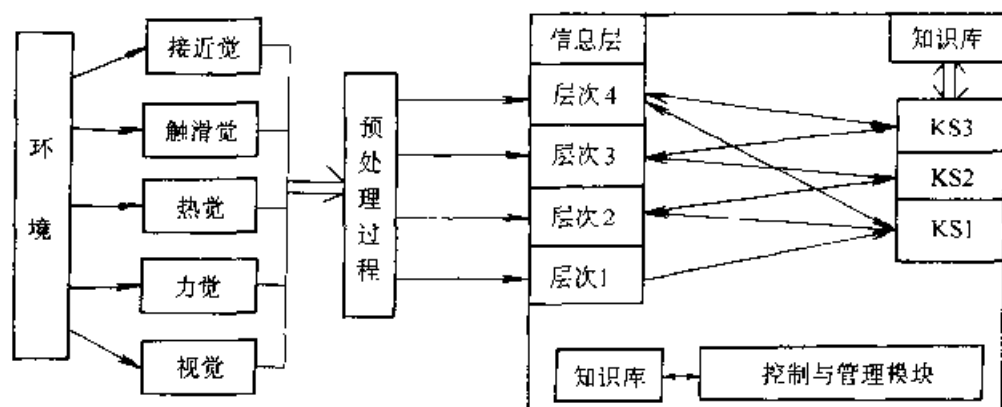 环境
接近觉
触滑觉
热觉
力觉
视觉
预处理过程
信息层
层次4
层次3
层次2
层次1
知识库
KS3
KS2
KS1
知识库
控制与管理模块